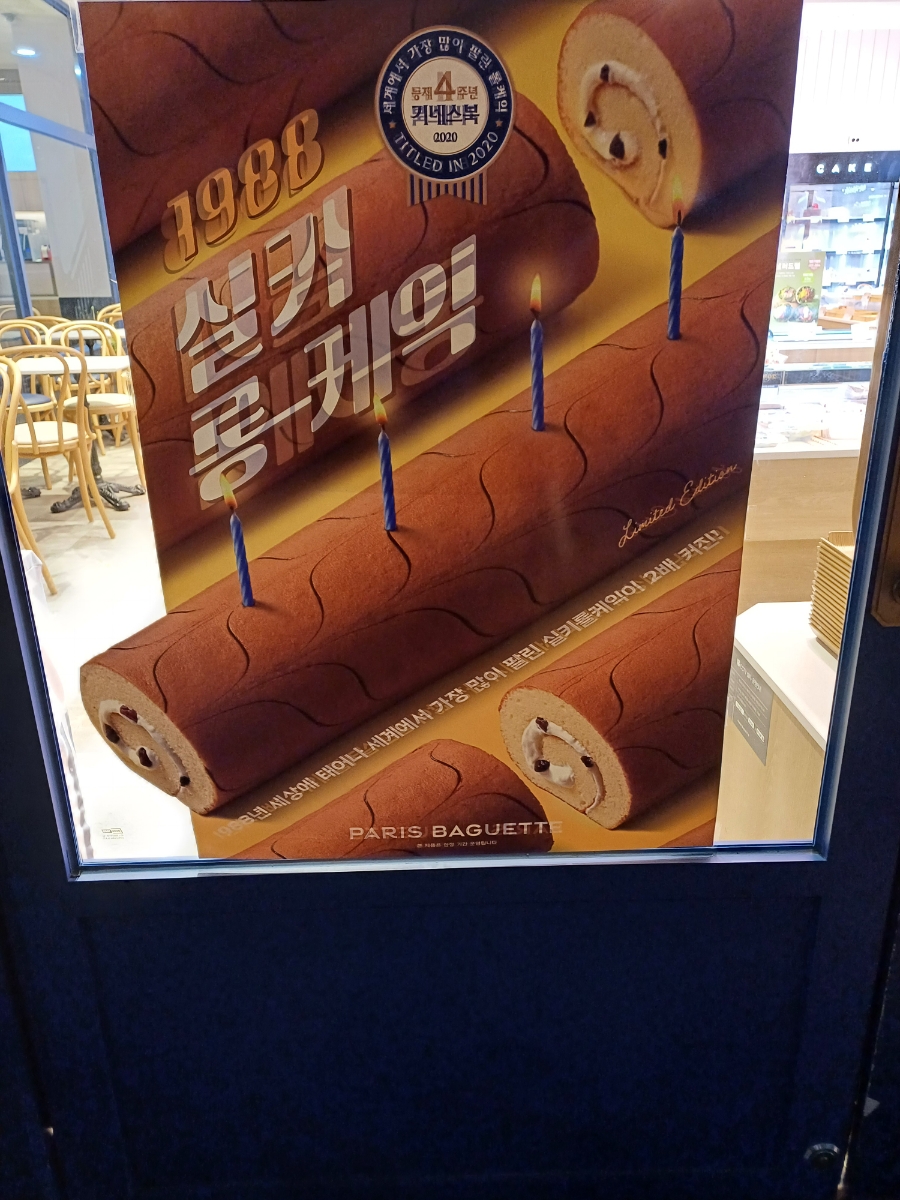 세계에서 가장 많이 팔린 롤케익
등재 4 주년
기네스북
2020
TITLED IN 2020
1988
실키
롱-케익
Limited Edition
1988년 세상에 태어나 세계에서 가장 많이 팔린 실키롤케익이 2배 커진!!
PARIS BAGUETTE
CAKE